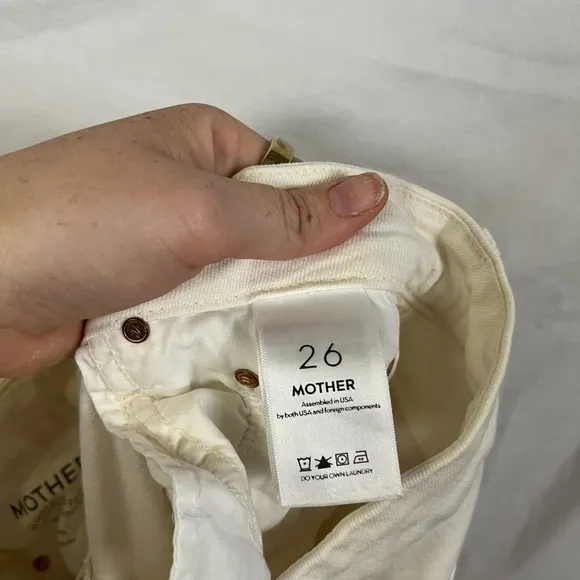 26
MOTHER
Assembled in USA
by both USA and foreign components
DO YOUR OWN LAUNDRY
MOTHER